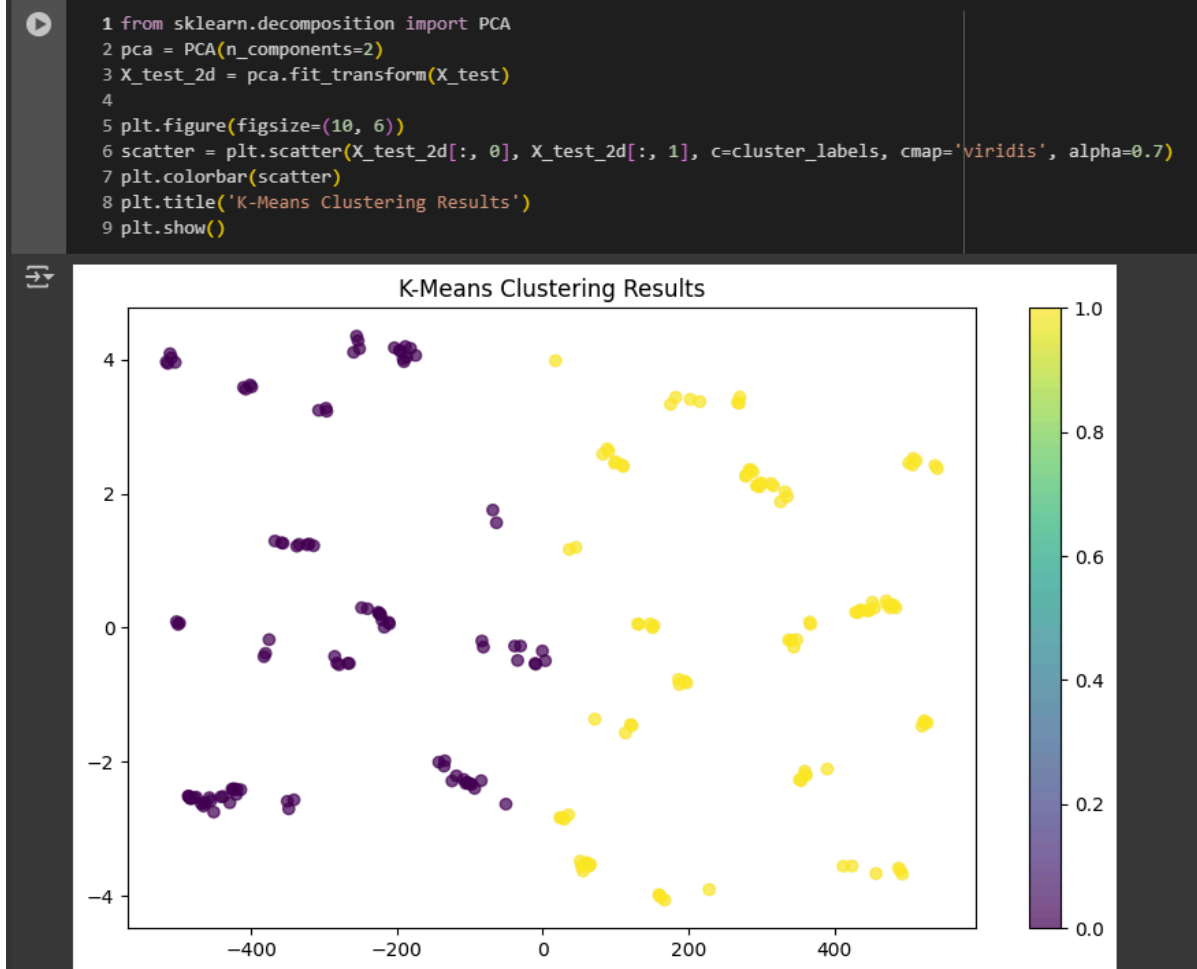 1 from sklearn.decomposition import PCA
2 pca = PCA(n_components=2)
3 X_test_2d = pca.fit_transform(X_test)
4
5 plt.figure(figsize=(10, 6))
6 scatter = plt.scatter(X_test_2d[:, 0], X_test_2d[:, 1], c=cluster_labels, cmap='viridis', alpha=0.7)
7 plt.colorbar(scatter)
8 plt.title('K-Means Clustering Results')
9 plt.show()
K-Means Clustering Results
4
2
0
−2
−4
−400 −200 0 200 400
1.0
0.8
0.6
0.4
0.2
0.0